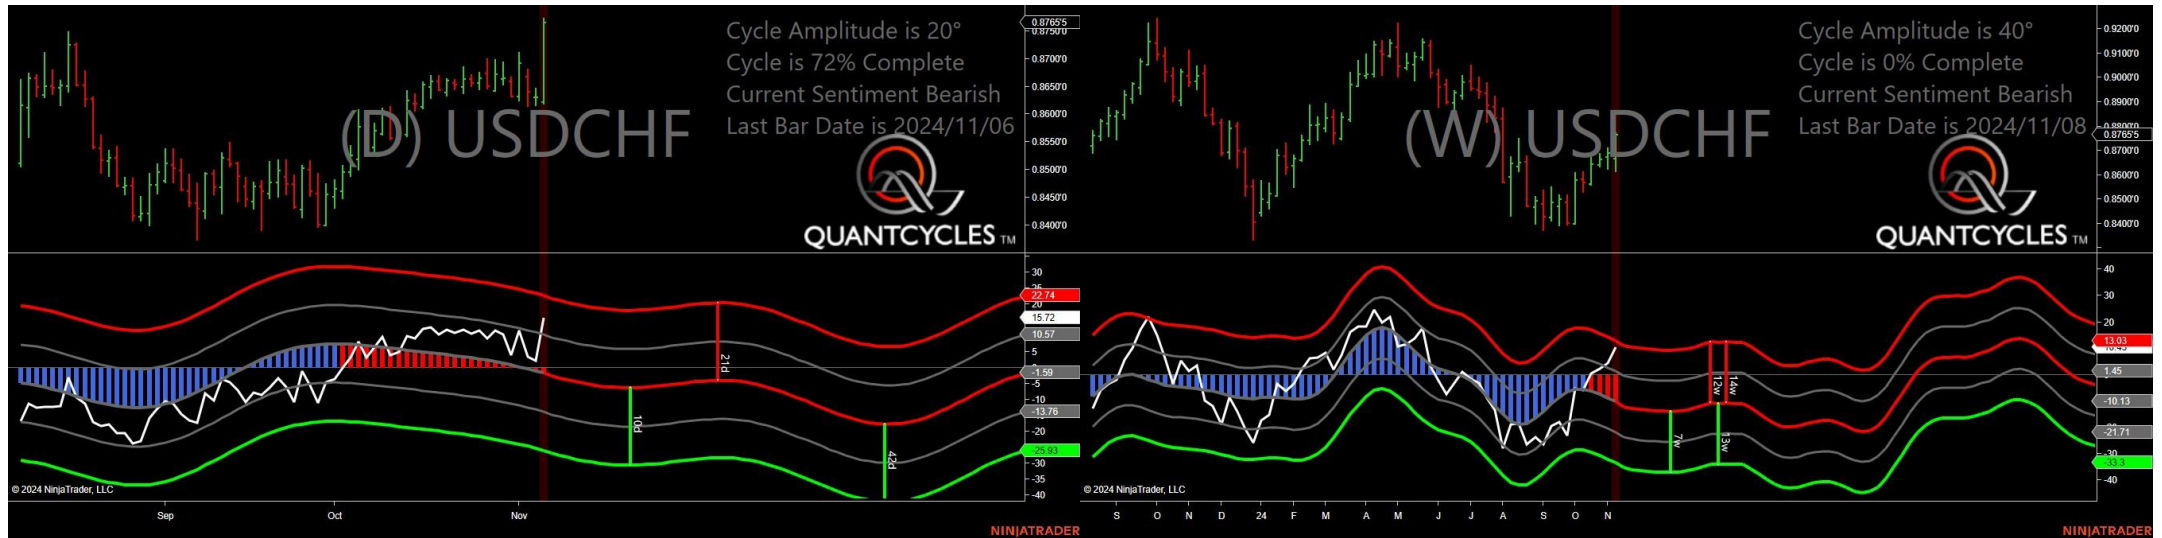 Cycle Amplitude is 20°
Cycle is 72% Complete
Current Sentiment Bearish
Last Bar Date is 2024/11/06
(D) USDCHF
QUANTCYCLES TM
0.8765'5
0.8750'0
0.8700'0
0.8650'0
0.8600'0
0.8550'0
0.8500'0
0.8450'0
0.8400'0
30
25
22.74
20
15.72
10.57
5
-1.59
-5
-10
-13.76
-20
-25.93
-30
-35
-40
21d
10d
42d
© 2024 NinjaTrader, LLC
Sep Oct Nov
NINJATRADER
Cycle Amplitude is 40°
Cycle is 0% Complete
Current Sentiment Bearish
Last Bar Date is 2024/11/08
(W) USDCHF
QUANTCYCLES TM
0.9200'0
0.9100'0
0.9000'0
0.8900'0
0.8800'0
0.8765'5
0.8700'0
0.8600'0
0.8500'0
0.8400'0
40
30
20
13.03
1.45
-10.13
-21.71
-30
-33.3
-40
12w
14w
7w
13w
© 2024 NinjaTrader, LLC
S O N D 24 F M A M J J A S O N
NINJATRADER